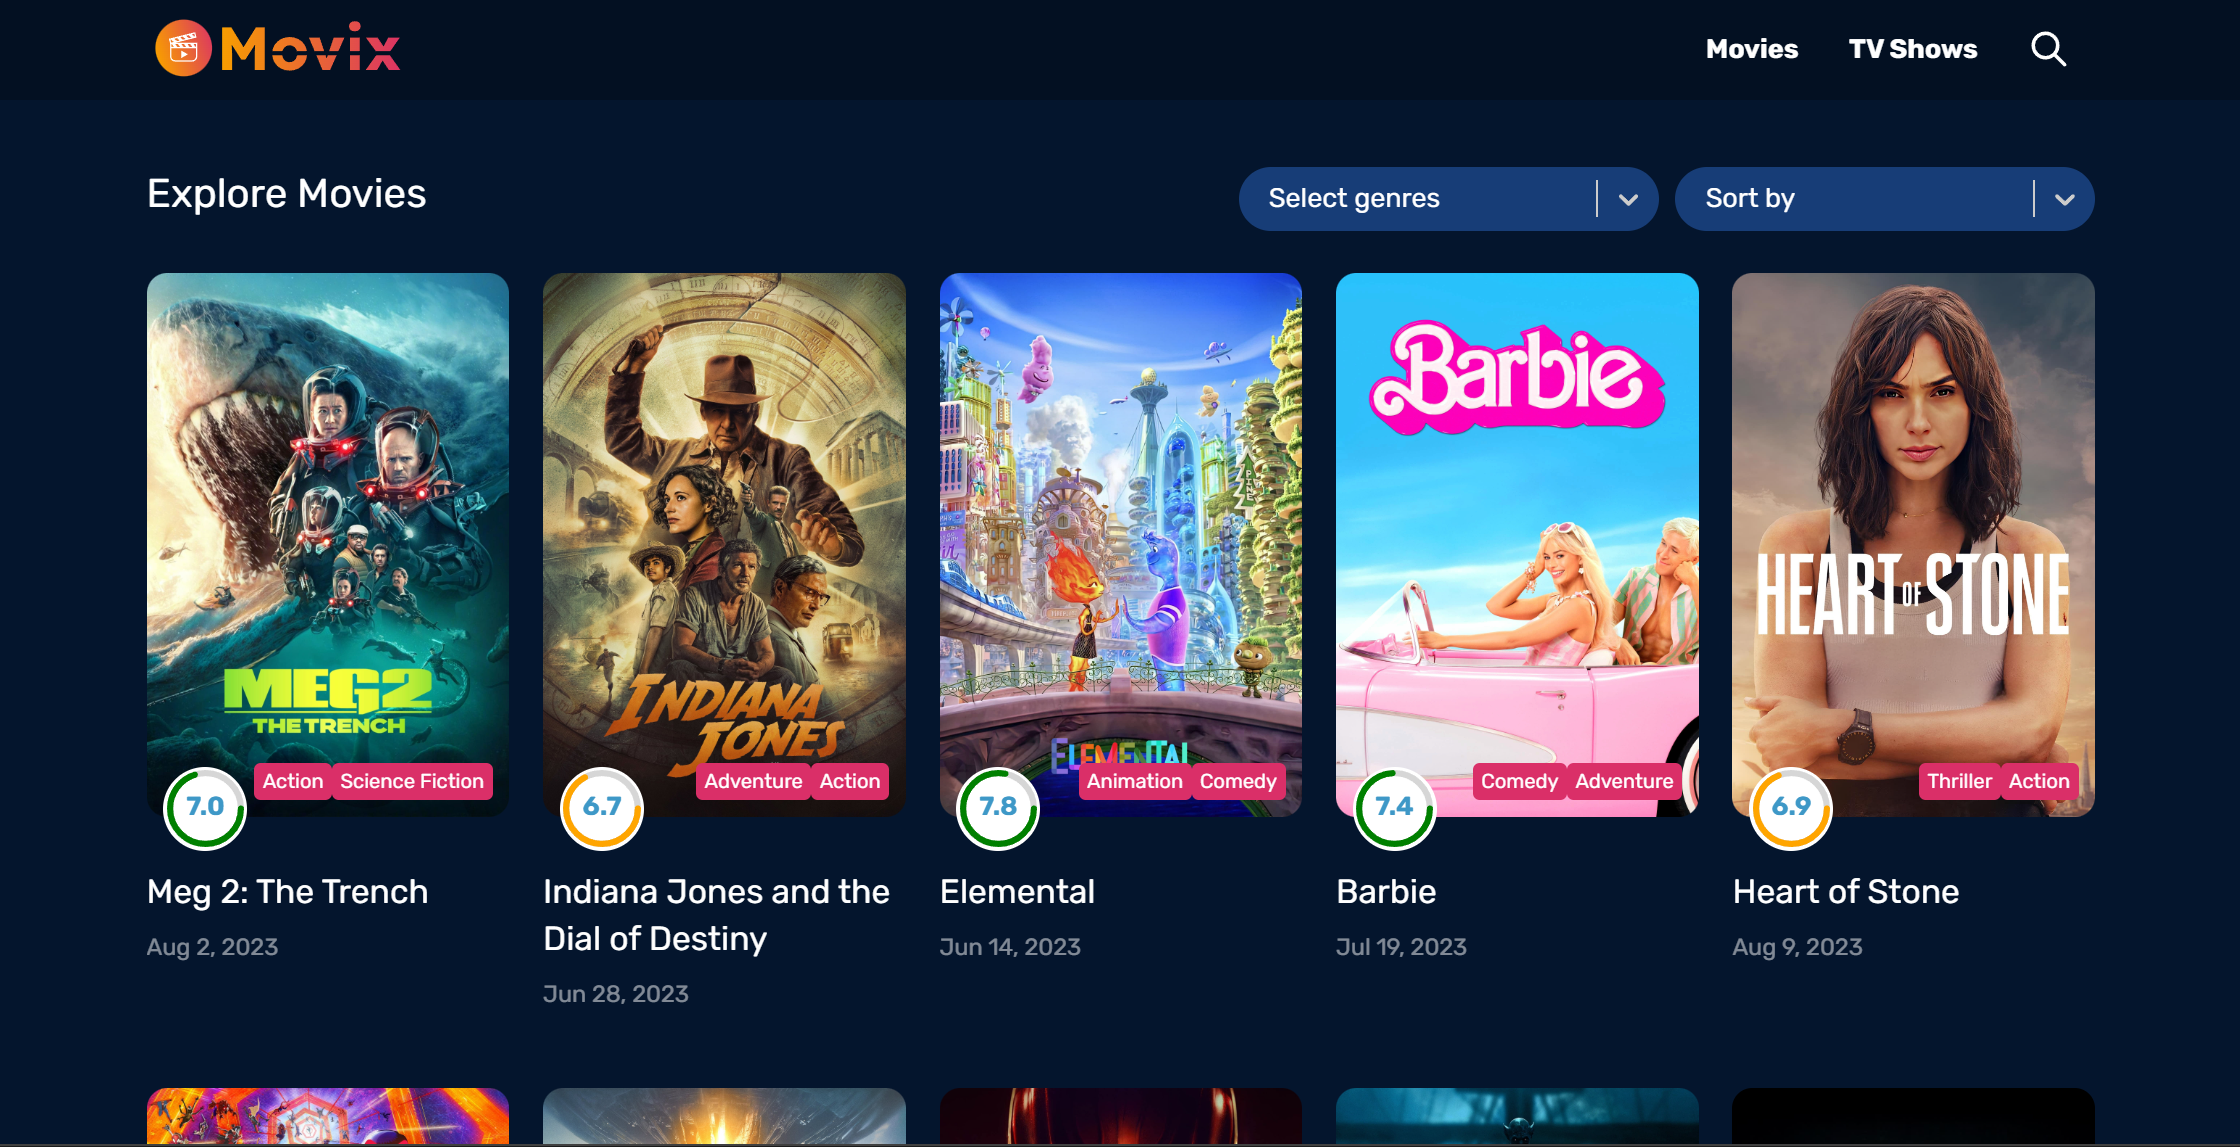 Movix
Movies
TV Shows
Explore Movies
Select genres
Sort by
MEG2
THE TRENCH
Action
Science Fiction
7.0
Meg 2: The Trench
Aug 2, 2023
INDIANA
JONES
Adventure
Action
6.7
Indiana Jones and the
Dial of Destiny
Jun 28, 2023
ELEMENTAL
Animation
Comedy
7.8
Elemental
Jun 14, 2023
Barbie
Comedy
Adventure
7.4
Barbie
Jul 19, 2023
HEART OF STONE
Thriller
Action
6.9
Heart of Stone
Aug 9, 2023